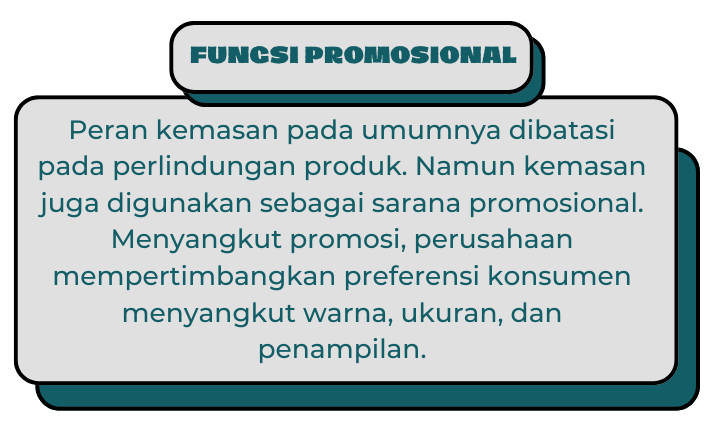 FUNGSI PROMOSIONAL
Peran kemasan pada umumnya dibatasi
pada perlindungan produk. Namun kemasan
juga digunakan sebagai sarana promosional.
Menyangkut promosi, perusahaan
mempertimbangkan preferensi konsumen
menyangkut warna, ukuran, dan
penampilan.